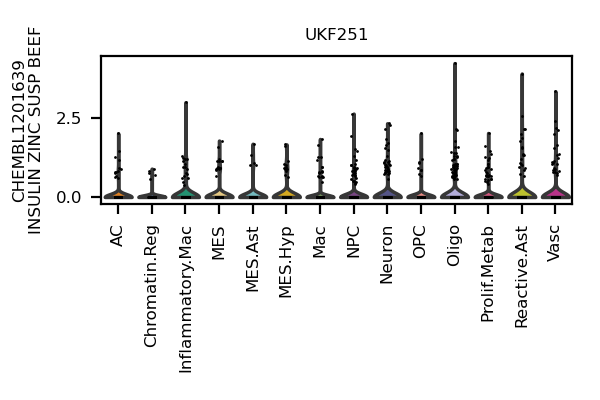 UKF251
CHEMBL1201639
INSULIN ZINC SUSP BEEF
2.5
0.0
AC
Chromatin.Reg
Inflammatory.Mac
MES
MES.Ast
MES.Hyp
Mac
NPC
Neuron
OPC
Oligo
Prolif.Metab
Reactive.Ast
Vasc